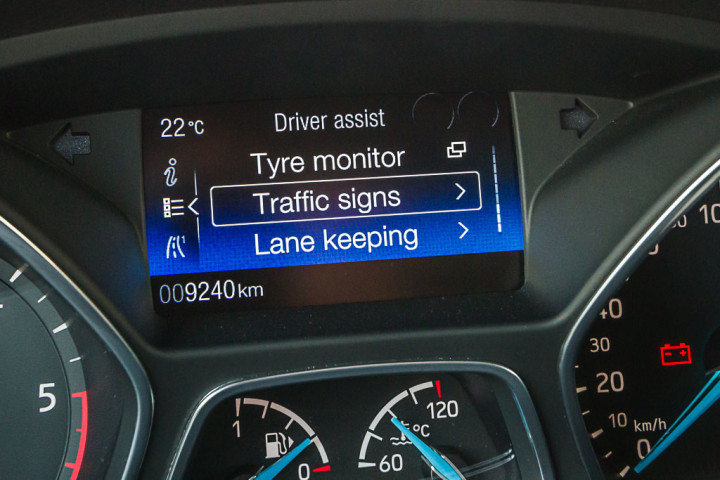 22°C
Driver assist
Tyre monitor
Traffic signs
Lane keeping
009240km
5
1
0
120
°C
60
10
30
20
10
0
km/h